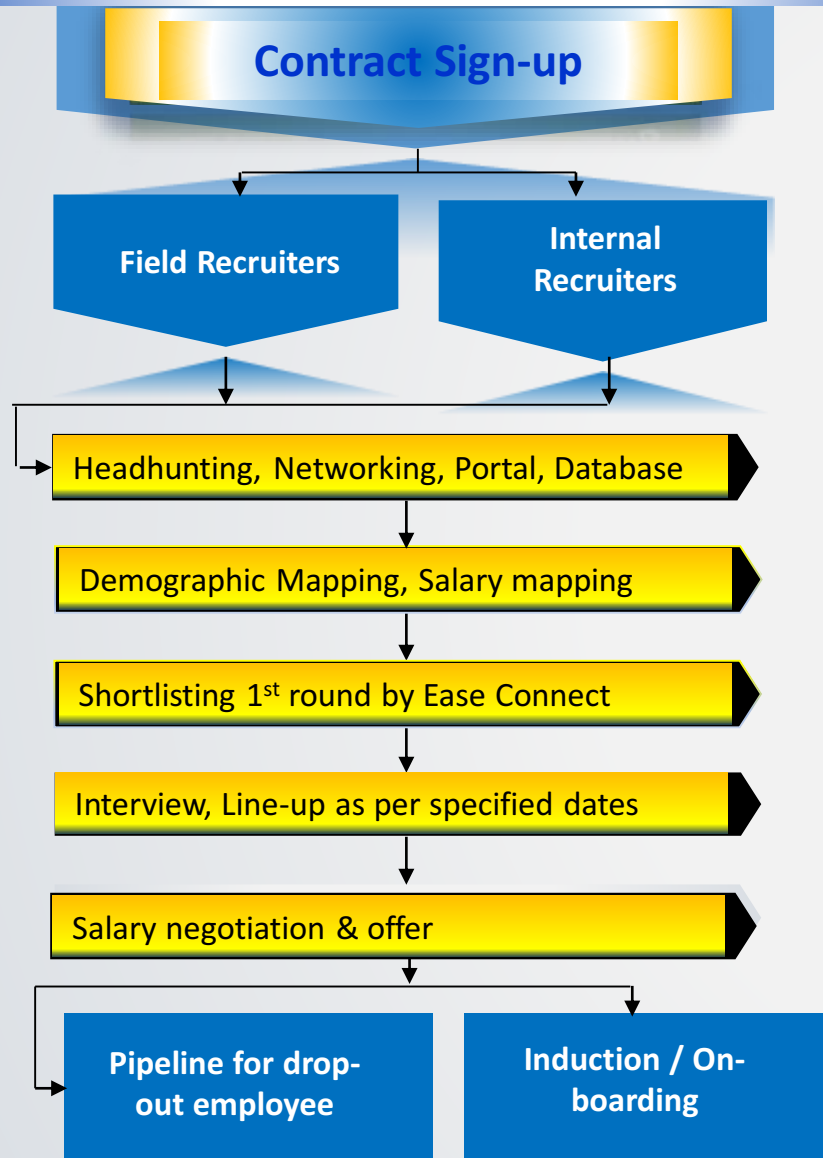 Contract Sign-up
Field Recruiters
Internal
Recruiters
Headhunting, Networking, Portal, Database
Demographic Mapping, Salary mapping
Shortlisting 1st round by Ease Connect
Interview, Line-up as per specified dates
Salary negotiation & offer
Pipeline for drop-
out employee
Induction / On-
boarding